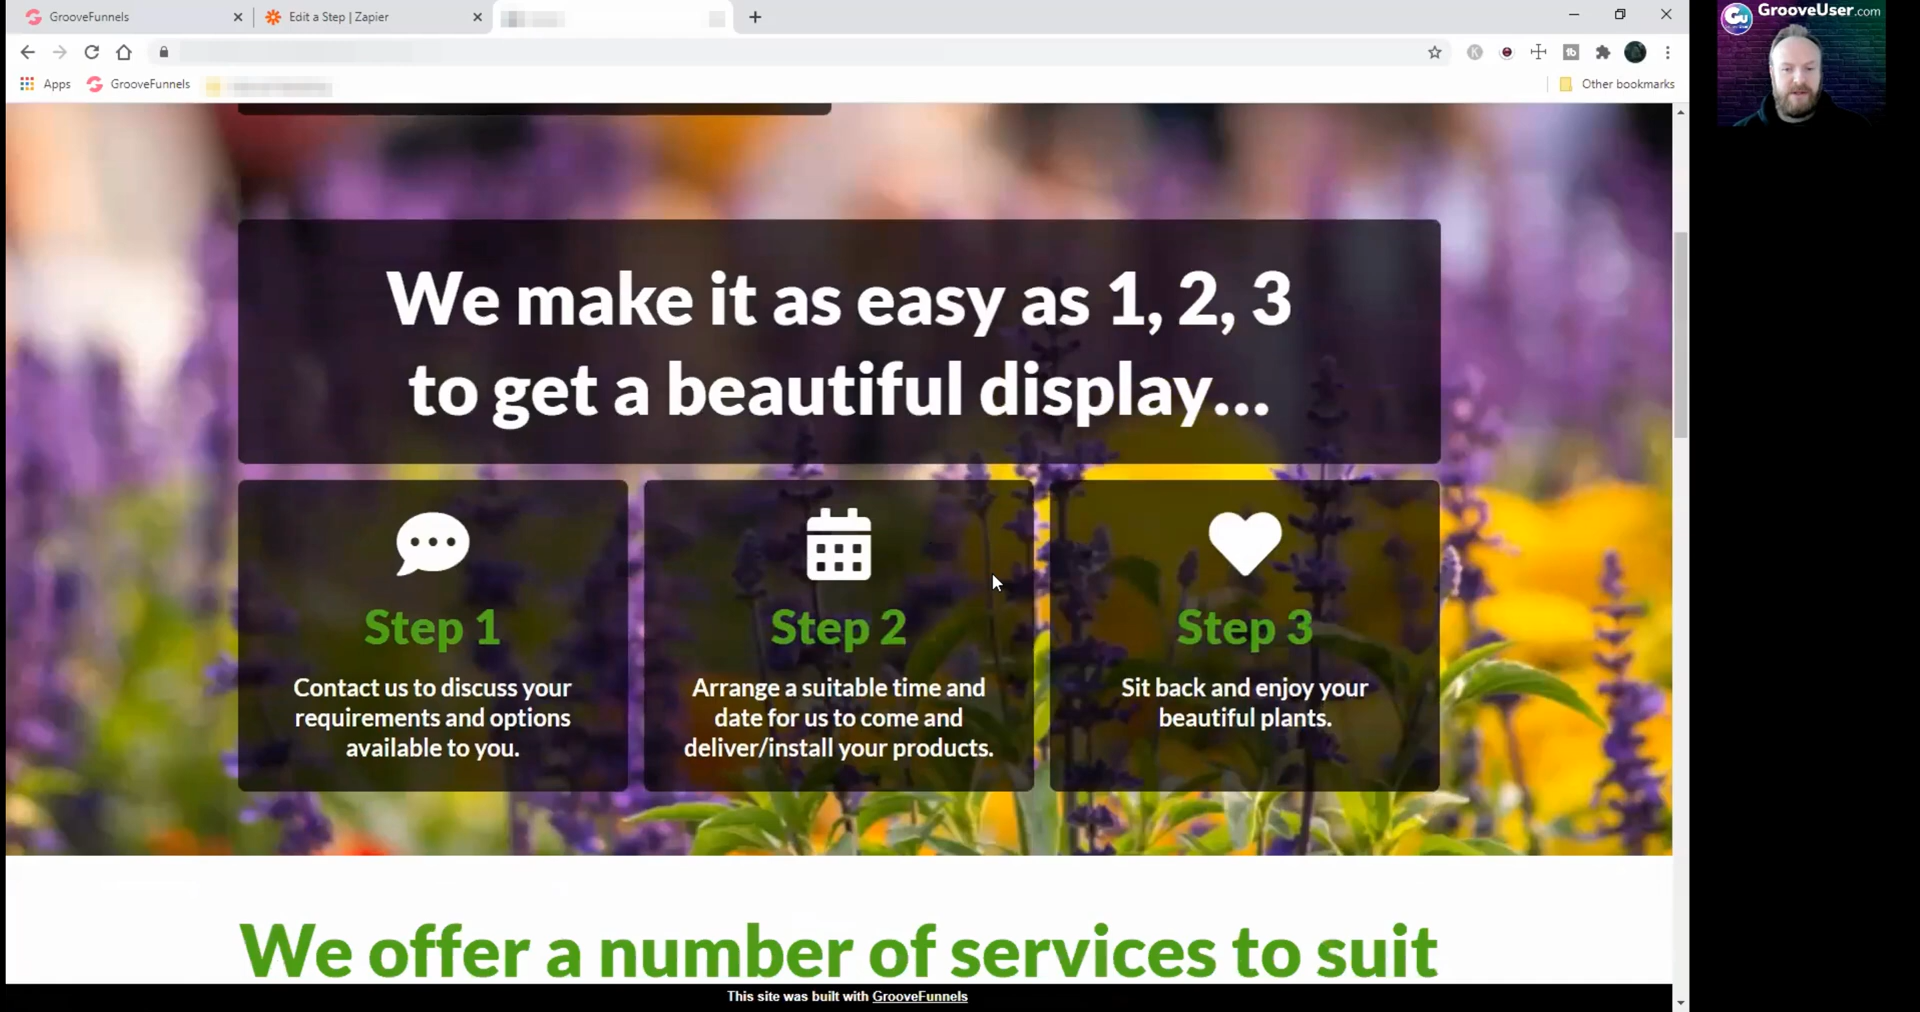 GrooveFunnels
Edit a Step | Zapier
GrooveUser.com
Apps
GrooveFunnels
Other bookmarks
We make it as easy as 1, 2, 3
to get a beautiful display...
Step 1
Contact us to discuss your
requirements and options
available to you.
Step 2
Arrange a suitable time and
date for us to come and
deliver/install your products.
Step 3
Sit back and enjoy your
beautiful plants.
We offer a number of services to suit
This site was built with GrooveFunnels